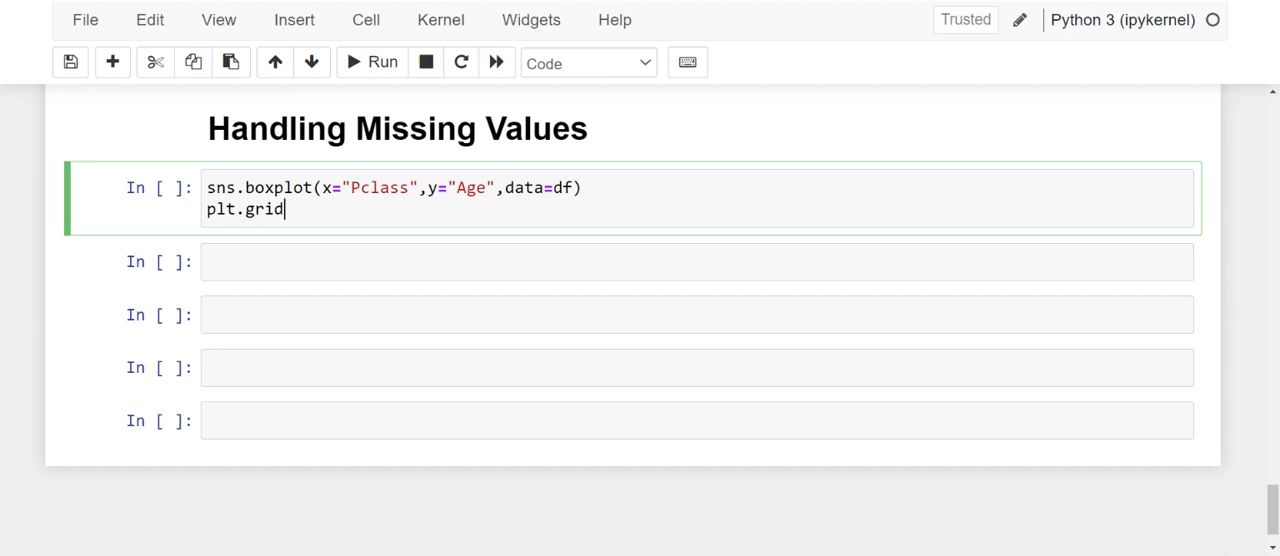 File Edit View Insert Cell Kernel Widgets Help Trusted Python 3 (ipykernel)
Run Code
Handling Missing Values
In [ ]: sns.boxplot(x="Pclass",y="Age",data=df)
plt.grid
In [ ]:
In [ ]:
In [ ]:
In [ ]: